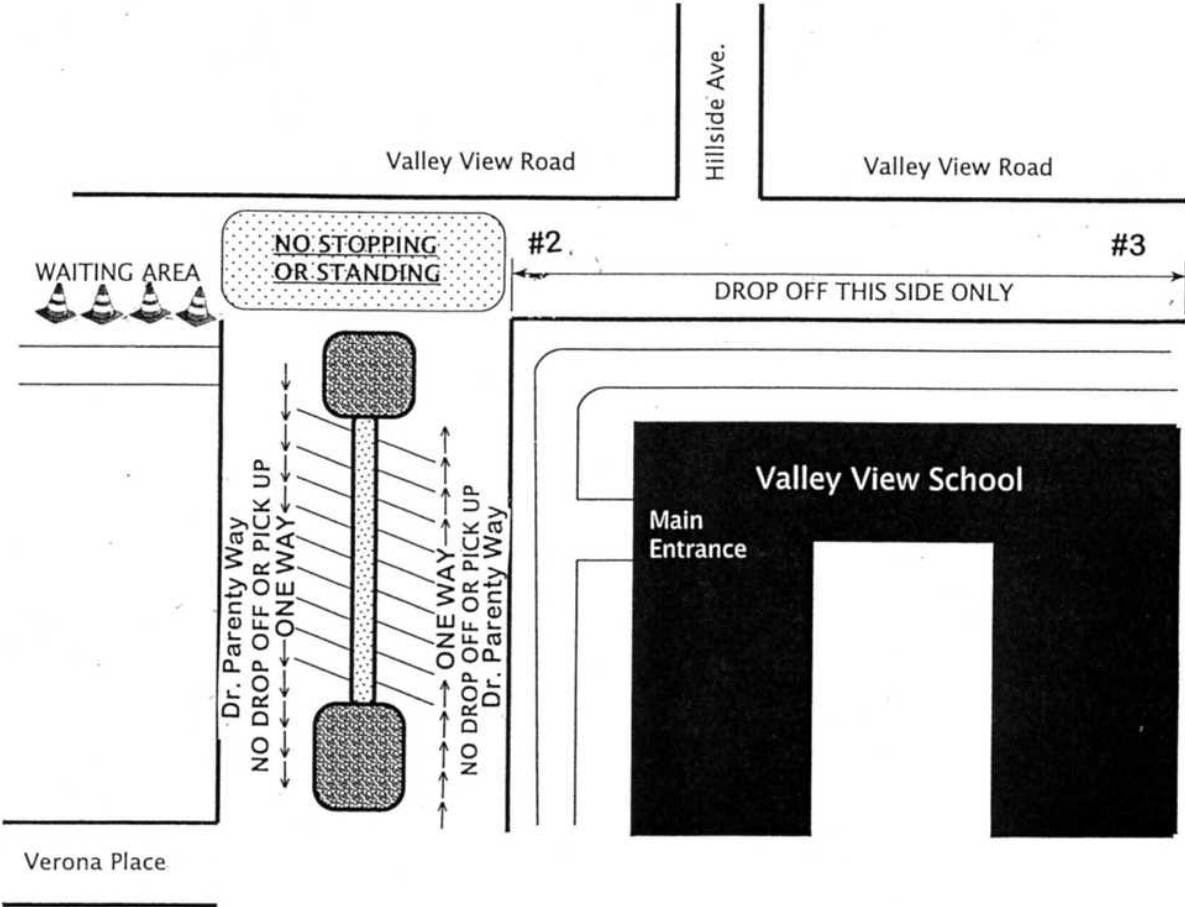 Hillside Ave.
Valley View Road
Valley View Road
NO STOPPING
OR STANDING
#2
#3
WAITING AREA
DROP OFF THIS SIDE ONLY
Dr. Parenty Way
NO DROP OFF OR PICK UP
ONE WAY
ONE WAY
NO DROP OFF OR PICK UP
Dr. Parenty Way
Valley View School
Main
Entrance
Verona Place